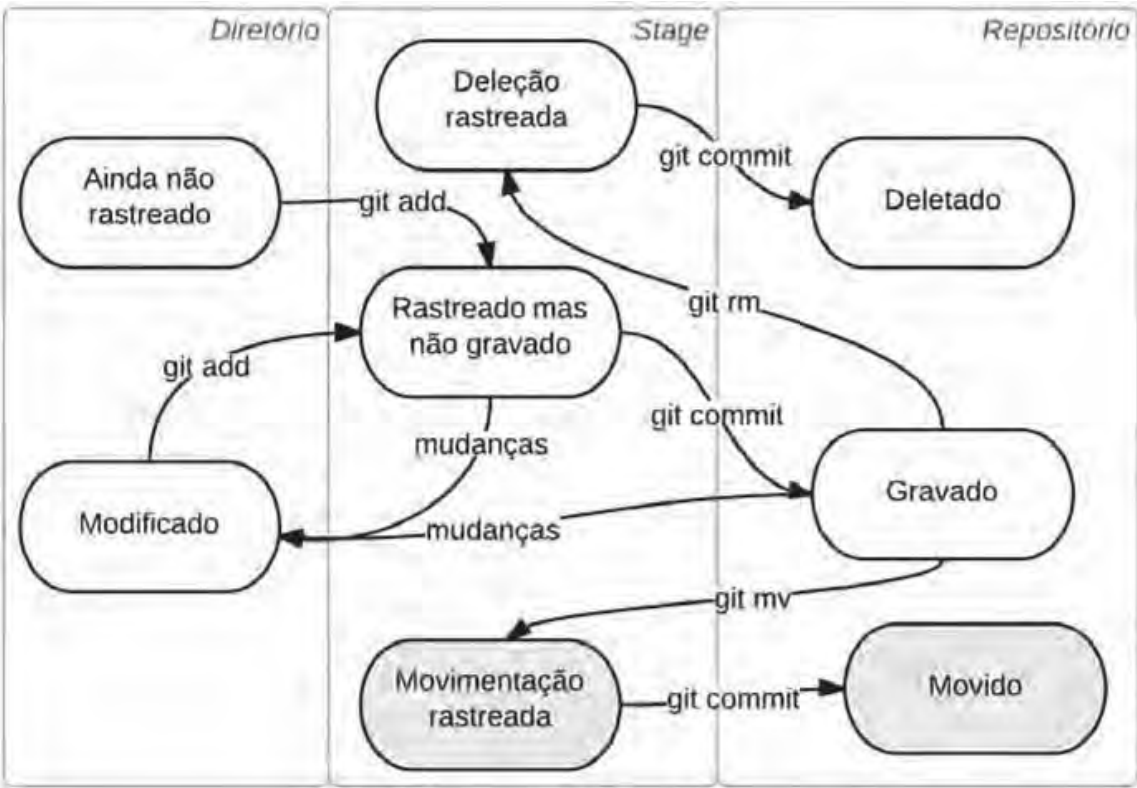 Diretório
Stage
Repositório
Deleção
rastreada
git commit
Ainda não
rastreado
git add
Deletado
Rastreado mas
não gravado
git rm
git add
git commit
mudanças
Gravado
Modificado
mudanças
git mv
Movimentação
rastreada
git commit
Movido